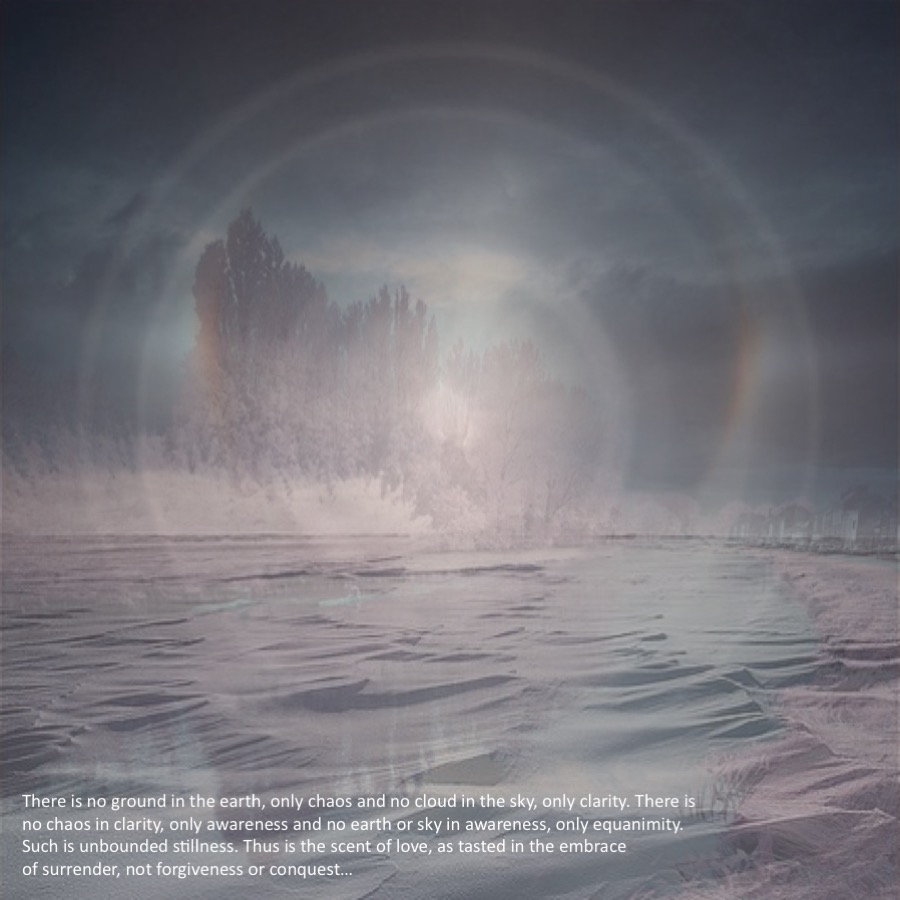 There is no ground in the earth, only chaos and no cloud in the sky, only clarity. There is
no chaos in clarity, only awareness and no earth or sky in awareness, only equanimity.
Such is unbounded stillness. Thus is the scent of love, as tasted in the embrace
of surrender, not forgiveness or conquest...